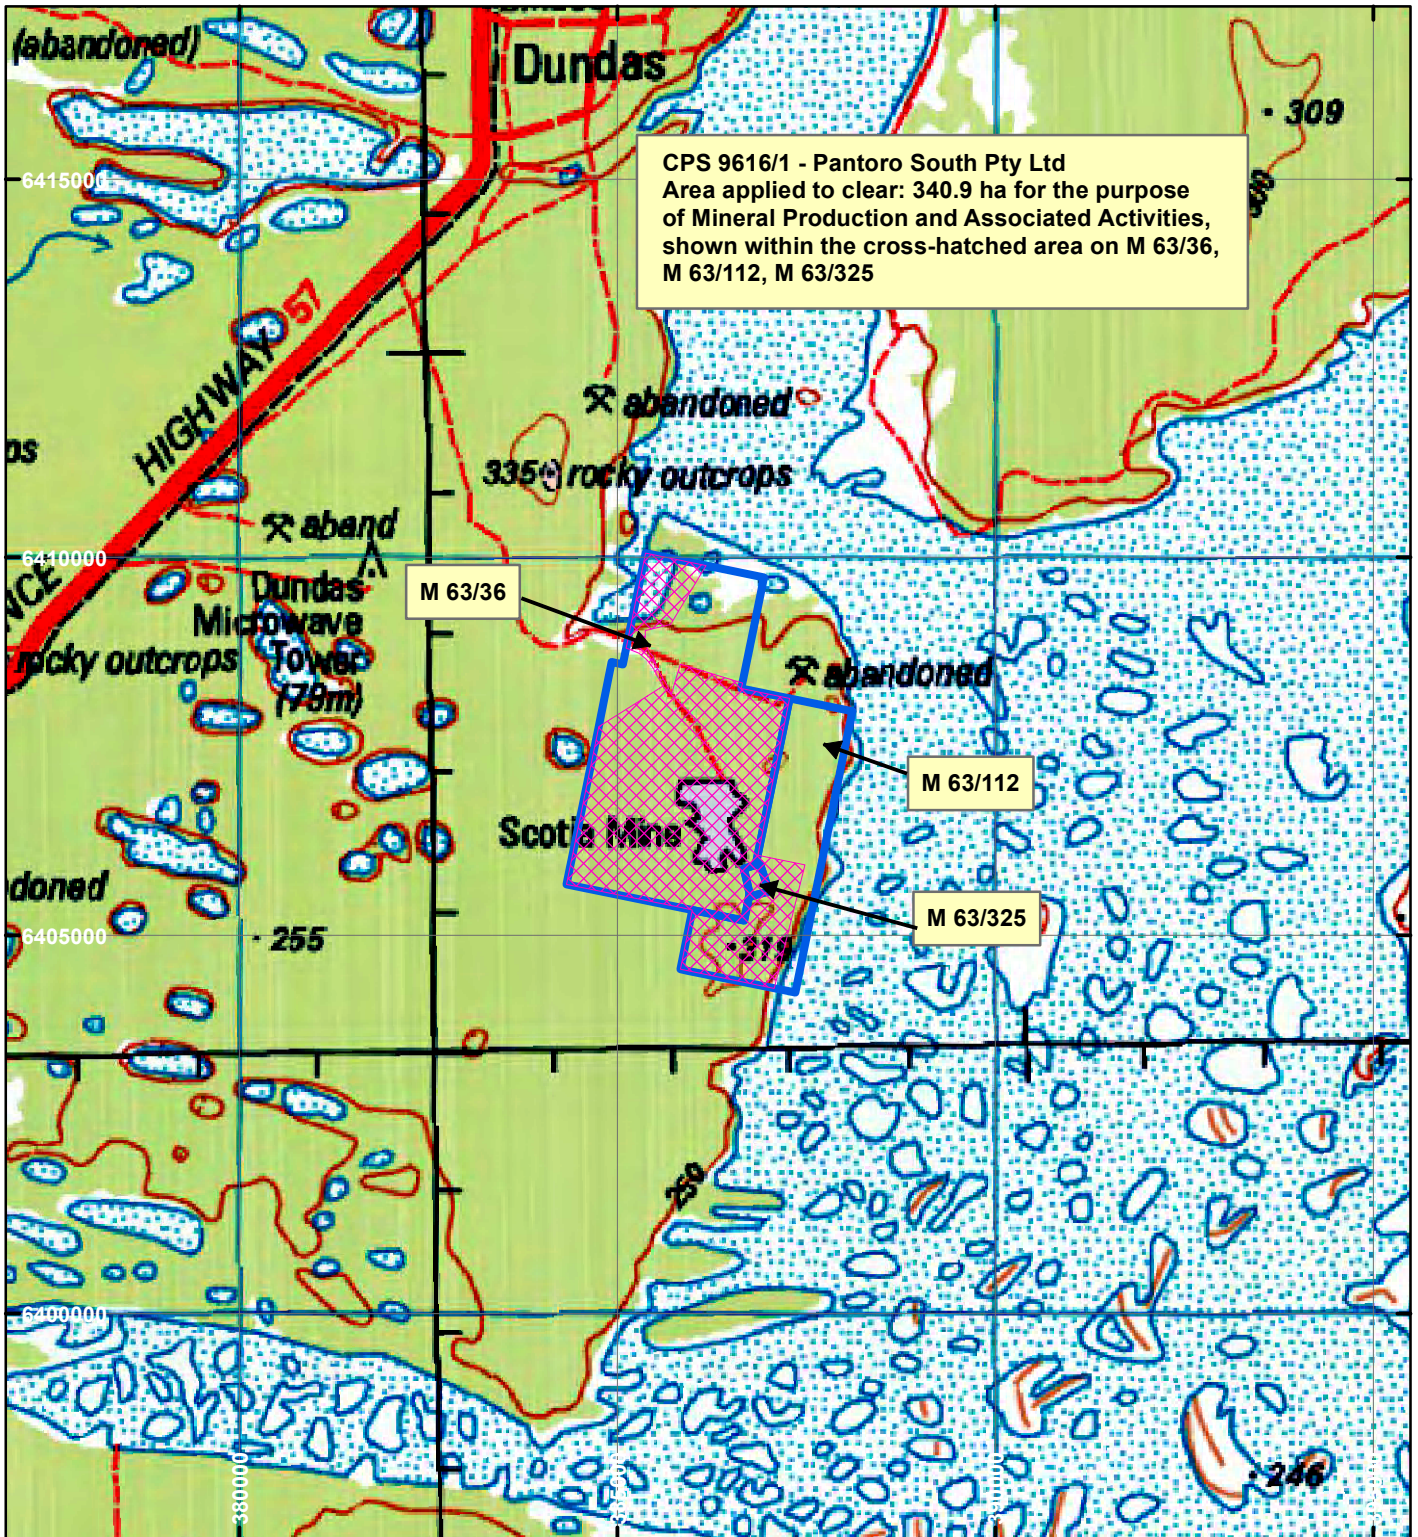 (abandoned)
Dundas
309
300
CPS 9616/1 - Pantoro South Pty Ltd
Area applied to clear: 340.9 ha for the purpose
of Mineral Production and Associated Activities,
shown within the cross-hatched area on M 63/36,
M 63/112, M 63/325
6415000
HIGHWAY 57
abandoned
335 rocky outcrops
aband
6410000
Dundas
Microwave
Tower
(79m)
M 63/36
rocky outcrops
abandoned
M 63/112
Scotia Mine
doned
M 63/325
6405000
255
319
250
6400000
380000
390000
246